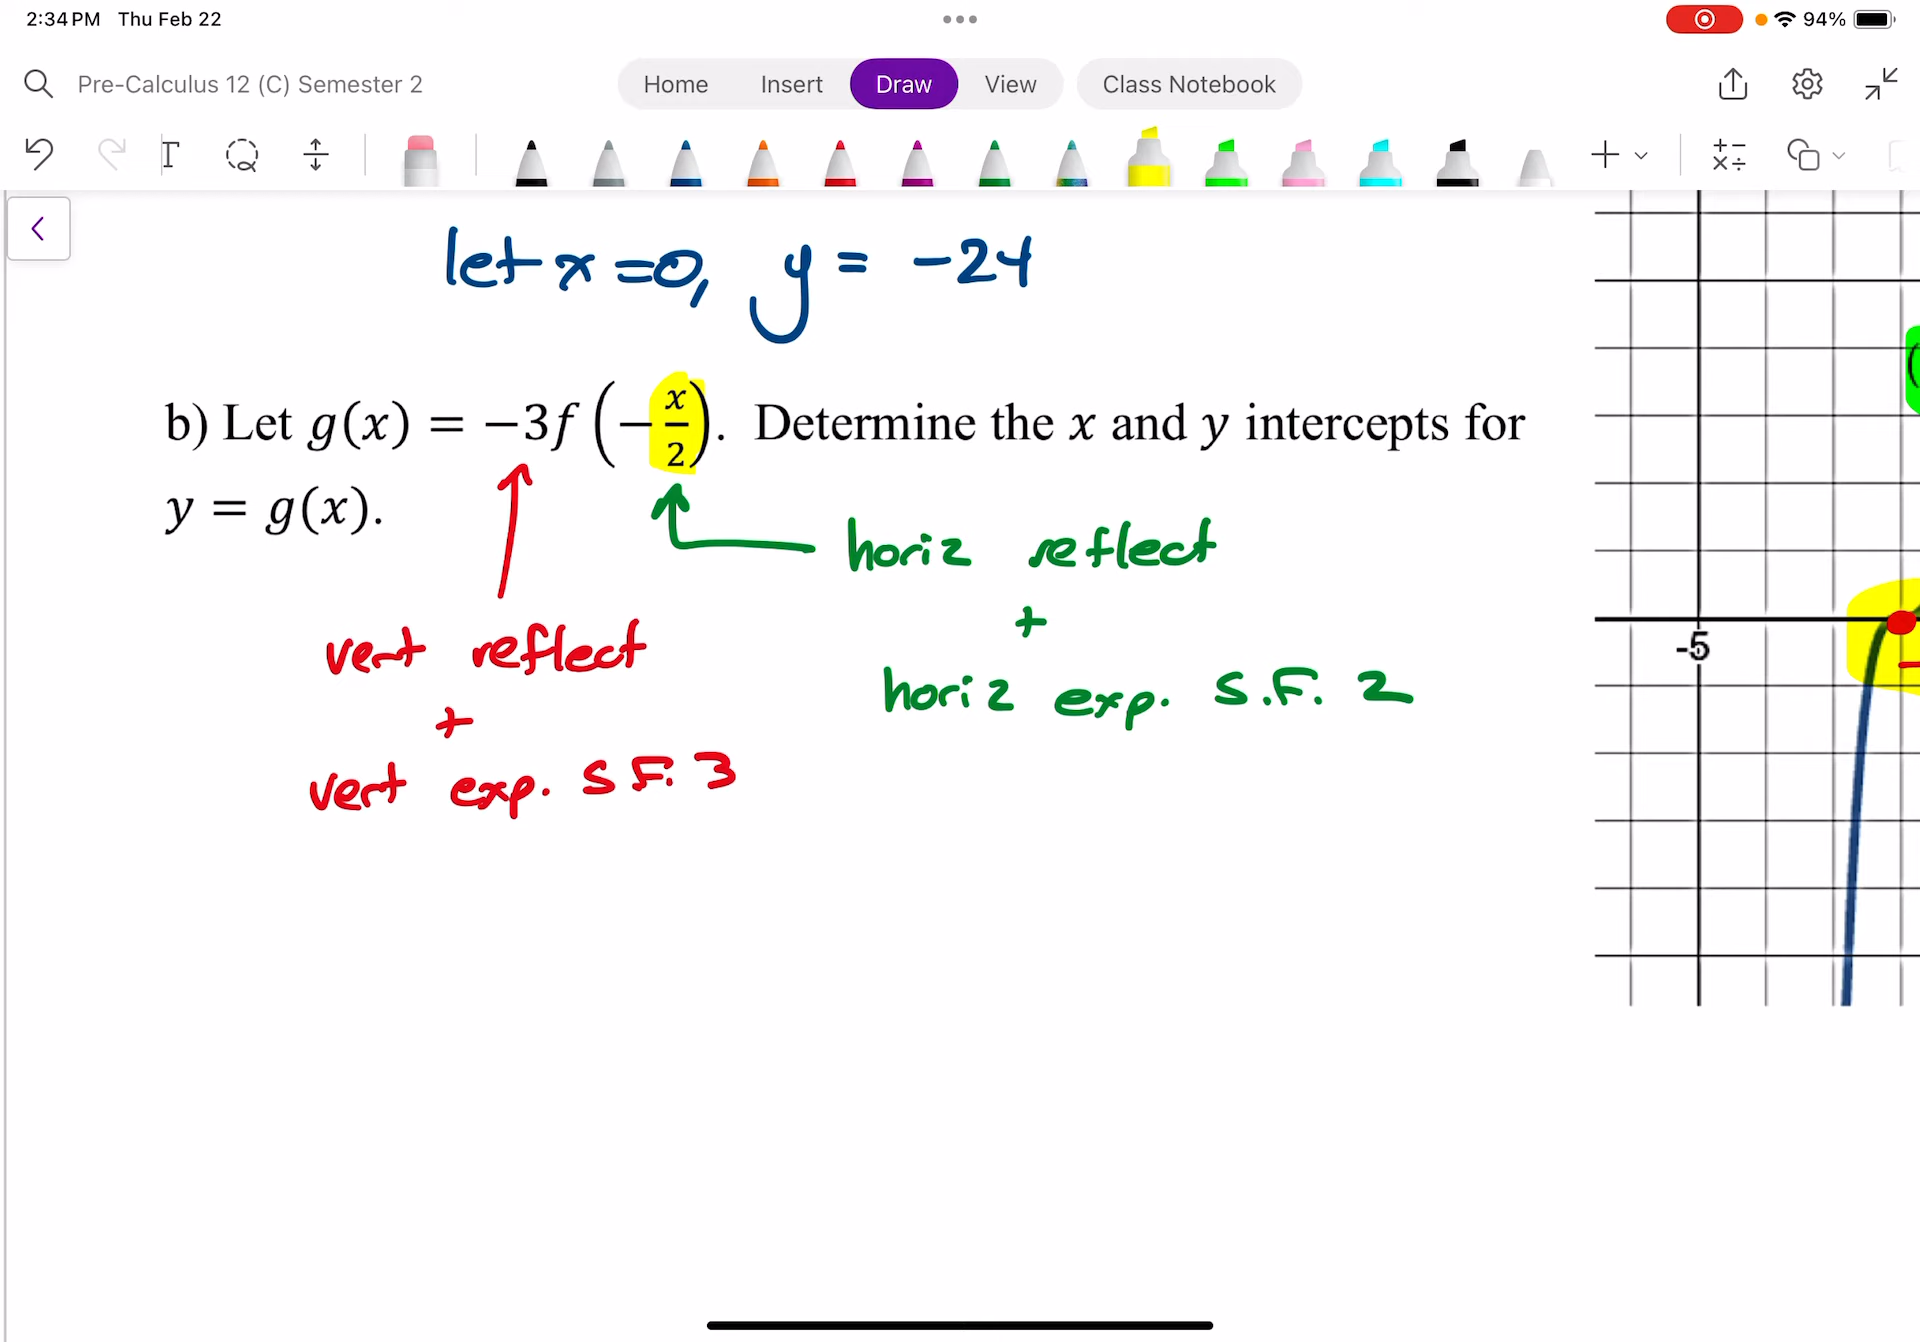 2:34 PM Thu Feb 22
94%
Pre-Calculus 12 (C) Semester 2
Home Insert Draw View Class Notebook
let x = 0, y = -24
b) Let g(x) = −3f(−x/2). Determine the x and y intercepts for
y = g(x).
horiz reflect
+
horiz exp. S.F. 2
vert reflect
+
vert exp. S.F. 3
-5